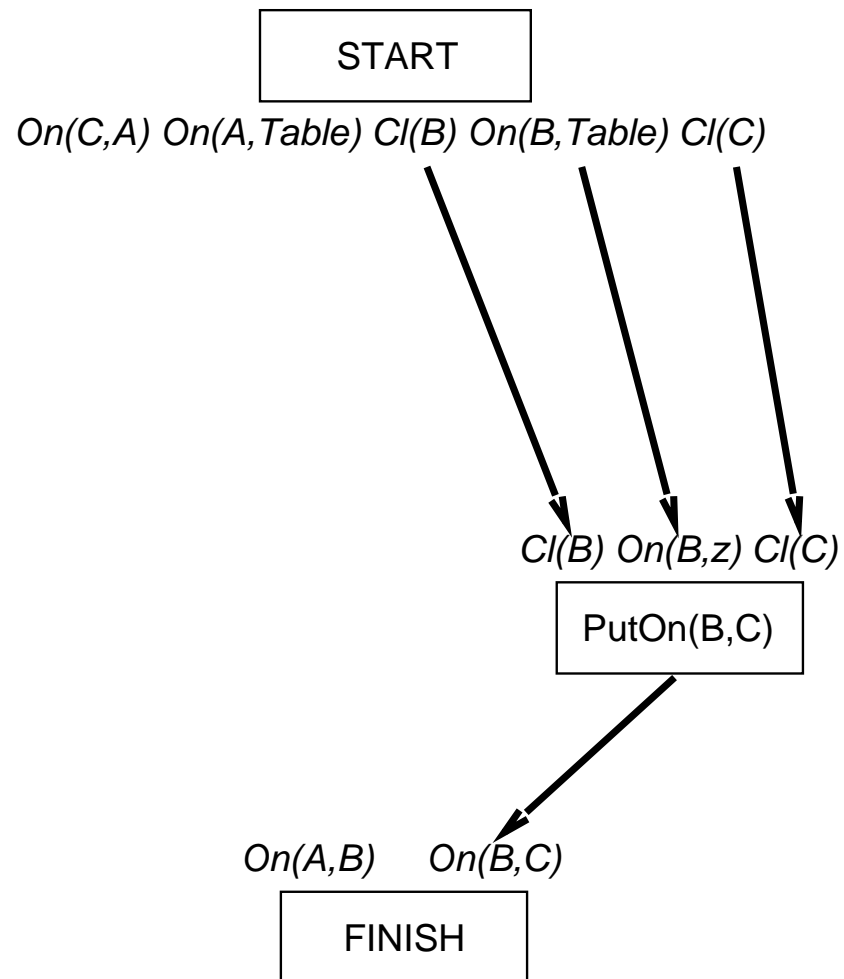 START
On(C,A) On(A,Table) Cl(B) On(B,Table) Cl(C)
Cl(B) On(B,z) Cl(C)
PutOn(B,C)
On(A,B) On(B,C)
FINISH